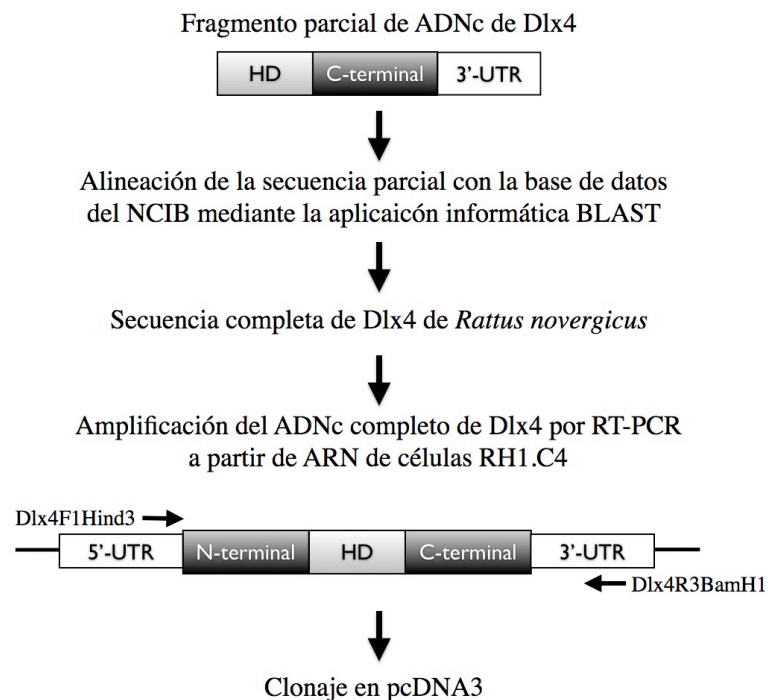 Fragmento parcial de ADNc de Dlx4
HD C-terminal 3’-UTR
Alineación de la secuencia parcial con la base de datos
del NCIB mediante la aplicaicón informática BLAST
Secuencia completa de Dlx4 de Rattus novergicus
Amplificación del ADNc completo de Dlx4 por RT-PCR
a partir de ARN de células RH1.C4
Dlx4F1Hind3
5’-UTR N-terminal HD C-terminal 3’-UTR
Dlx4R3BamH1
Clonaje en pcDNA3